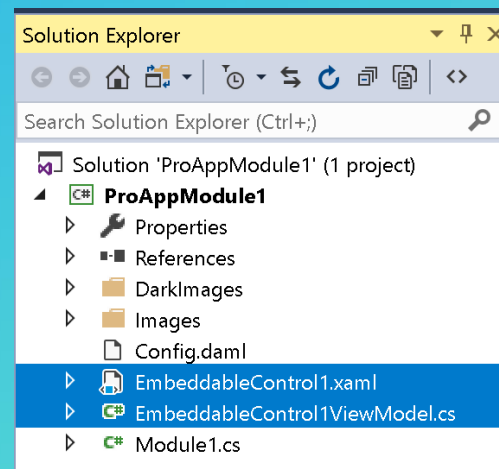 Solution Explorer
Search Solution Explorer (Ctrl+;)
Solution 'ProAppModule1' (1 project)
C# ProAppModule1
Properties
References
DarkImages
Images
Config.daml
EmbeddableControl1.xaml
C# EmbeddableControl1ViewModel.cs
C# Module1.cs